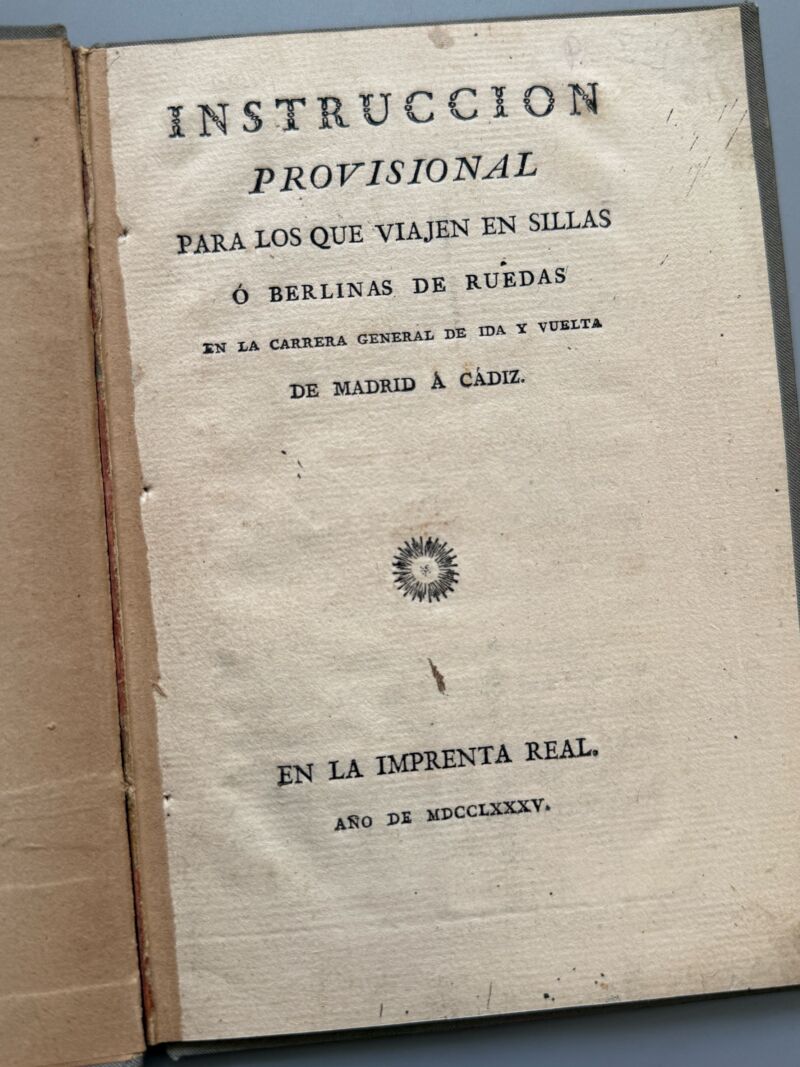 INSTRUCCION
PROVISIONAL
PARA LOS QUE VIAJEN EN SILLAS
Ó BERLINAS DE RUEDAS
EN LA CARRERA GENERAL DE IDA Y VUELTA
DE MADRID Á CÁDIZ.
EN LA IMPRENTA REAL.
AÑO DE MDCCLXXXV.